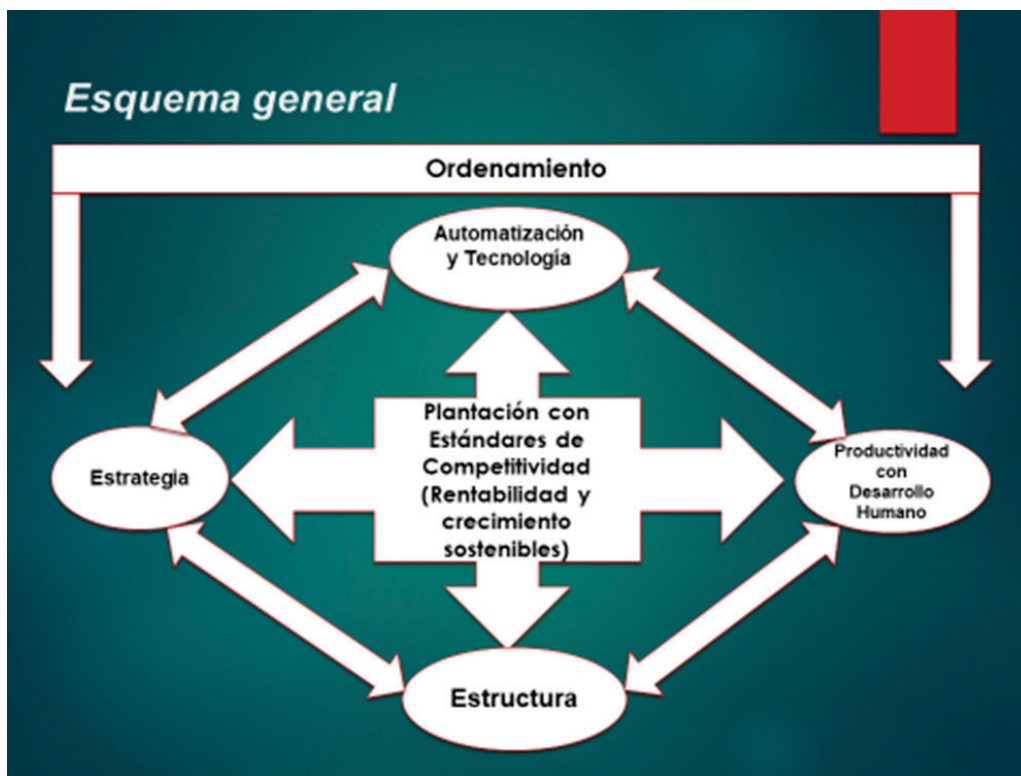 Esquema general
Ordenamiento
Automatización
y Tecnología
Plantación con
Estándares de
Competitividad
(Rentabilidad y
crecimiento
sostenibles)
Estrategia
Productividad
con
Desarrollo
Humano
Estructura